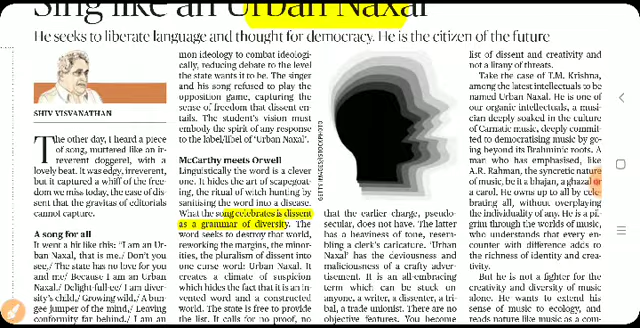 Sing like an Urban Naxal
He seeks to liberate language and thought for democracy. He is the citizen of the future
SHIV VISVANATHAN
The other day, I heard a piece of
song, muttered like an ir-
reverent doggerel, with a
lovely beat. It was edgy, irreverent,
but it captured a whiff of the free-
dom we miss today, the ease of dis-
sent that the gravitas of editorials
cannot capture.
A song for all
It went a bit like this: "I am an Ur-
ban Naxal, that is me./ Don't you
see,/ The state has no love for you
and me/ Because I am an Urban
Naxal./ Delight-full-ee/ I am diver-
sity's child,/ Growing wild,/ A bun-
gee jumper of the mind./ Leaving
conformity far behind./ I am an
mon ideology to combat ideologi-
cally, reducing debate to the level
the state wants it to be. The singer
and his song refused to play the
opposition game, capturing the
sense of freedom that dissent en-
tails. The student's vision must
embody the spirit of any response
to the label/libel of 'Urban Naxal'.
McCarthy meets Orwell
Linguistically the word is a clever
one. It hides the art of scapegoat-
ing, the ritual of witch hunting by
sanitising the word into a disease.
What the song celebrates is dissent
as a grammar of diversity. The
word seeks to destroy that world,
reworking the margins, the minor-
ities, the pluralism of dissent into
one curse word: Urban Naxal. It
creates a climate of suspicion
which hides the fact that it is an in-
vented word and a constructed
world. The state is free to provide
the list. It calls for no proof, no
GETTY IMAGES/ISTOCKPHOTO
that the earlier charge, pseudo-
secular, does not have. The latter
has a heaviness of tone, resem-
bling a clerk's caricature. 'Urban
Naxal' has the deviousness and
maliciousness of a crafty adver-
tisement. It is an all-embracing
term which can be stuck on
anyone, a writer, a dissenter, a tri-
bal, a trade unionist. There are no
objective features. You become
list of dissent and creativity and
not a litany of threats.
Take the case of T.M. Krishna,
among the latest intellectuals to be
named Urban Naxal. He is one of
our organic intellectuals, a musi-
cian deeply soaked in the culture
of Carnatic music, deeply commit-
ted to democratising music by go-
ing beyond its Brahminic roots. A
man who has emphasised, like
A.R. Rahman, the syncretic nature
of music, be it a bhajan, a ghazal or
a carol. He owns up to all by cele-
brating all, without overplaying
the individuality of any. He is a pil-
grim through the worlds of music,
who understands that every en-
counter with difference adds to
the richness of identity and crea-
tivity.
But he is not a fighter for the
creativity and diversity of music
alone. He wants to extend his
sense of music to ecology, and
reads nature like music as a com-